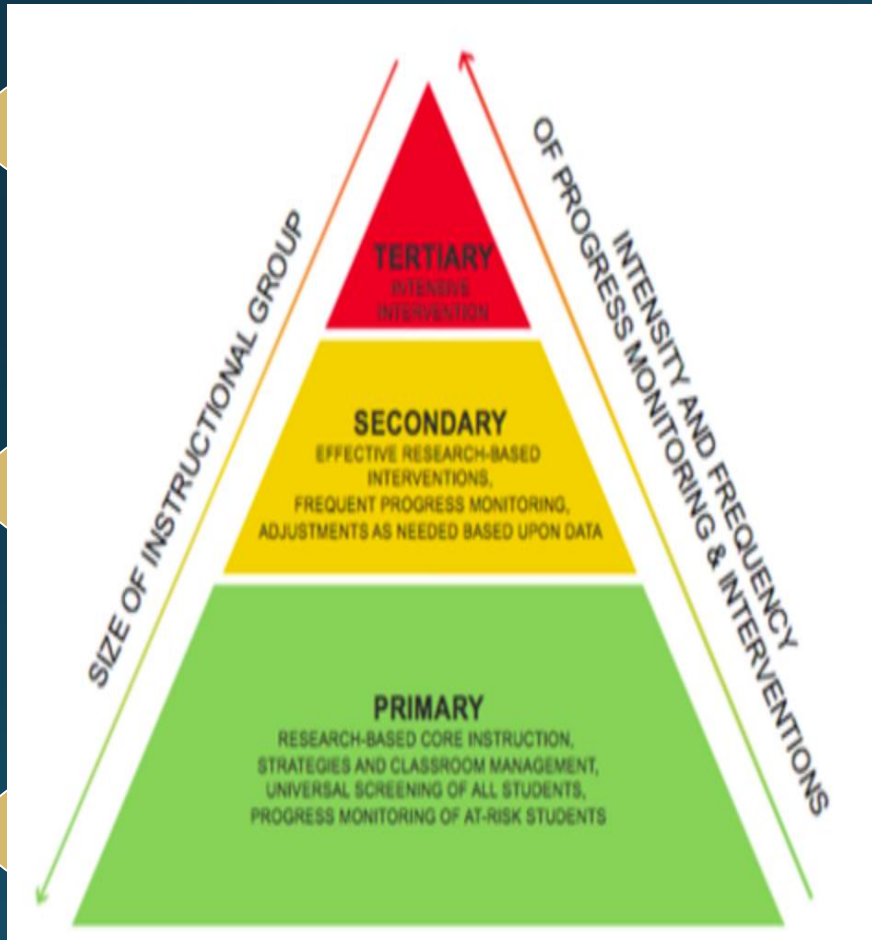 SIZE OF INSTRUCTIONAL GROUP
TERTIARY
INTENSIVE
INTERVENTION
SECONDARY
EFFECTIVE RESEARCH-BASED
INTERVENTIONS,
FREQUENT PROGRESS MONITORING,
ADJUSTMENTS AS NEEDED BASED UPON DATA
PRIMARY
RESEARCH-BASED CORE INSTRUCTION,
STRATEGIES AND CLASSROOM MANAGEMENT,
UNIVERSAL SCREENING OF ALL STUDENTS,
PROGRESS MONITORING OF AT-RISK STUDENTS
INTENSITY AND FREQUENCY
OF PROGRESS MONITORING & INTERVENTIONS